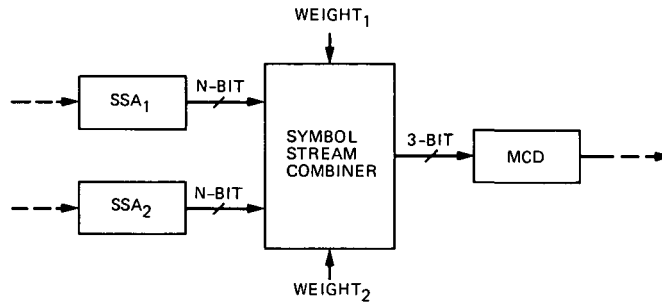 WEIGHT1
SSA1
N-BIT
SYMBOL
STREAM
COMBINER
3-BIT
MCD
SSA2
N-BIT
WEIGHT2